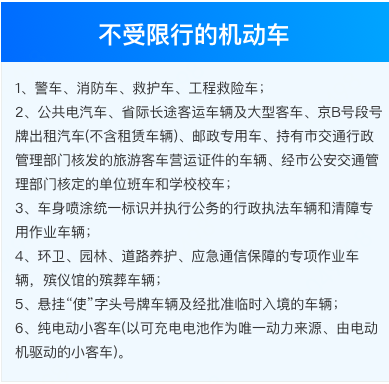 不受限行的机动车
1、警车、消防车、救护车、工程救险车；
2、公共电汽车、省际长途客运车辆及大型客车、京B号段号
牌出租汽车(不含租赁车辆)、邮政专用车、持有市交通行政
管理部门核发的旅游客车营运证件的车辆、经市公安交通管
理部门核定的单位班车和学校校车；
3、车身喷涂统一标识并执行公务的行政执法车辆和清障专
用作业车辆；
4、环卫、园林、道路养护、应急通信保障的专项作业车
辆，殡仪馆的殡葬车辆；
5、悬挂“使”字头号牌车辆及经批准临时入境的车辆；
6、纯电动小客车(以可充电电池作为唯一动力来源、由电动
机驱动的小客车)。